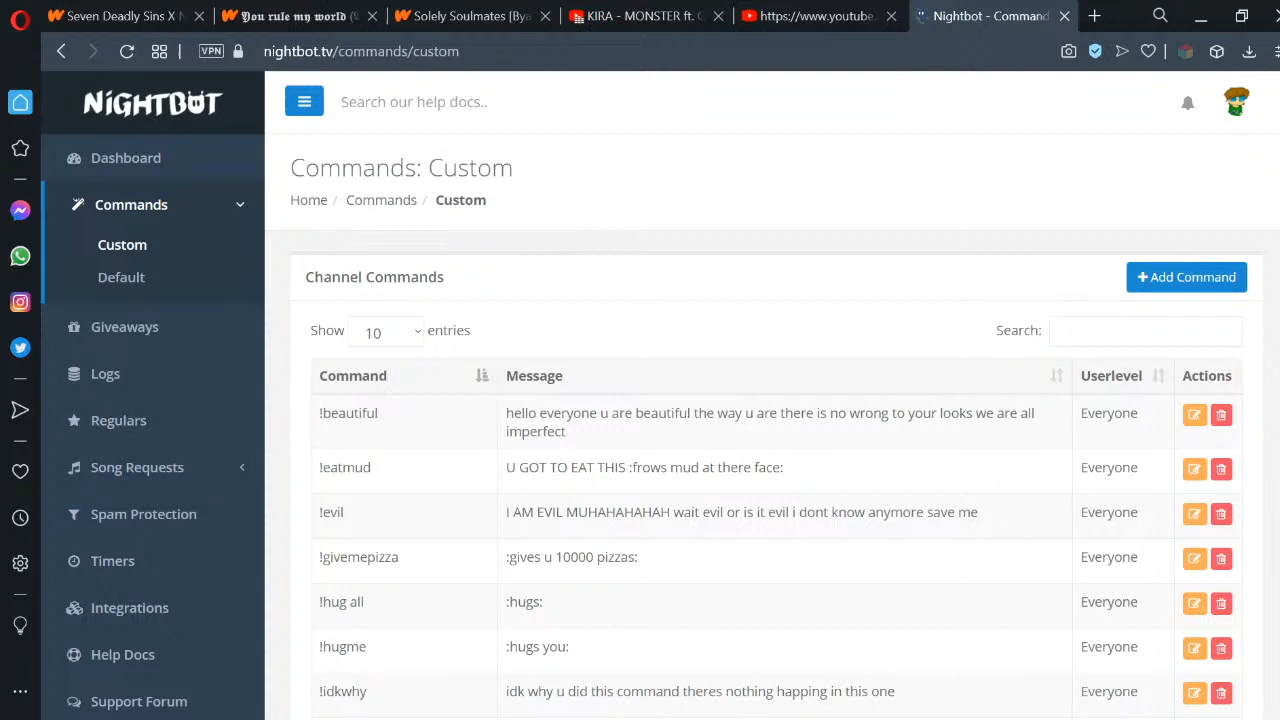 Seven Deadly Sins X N
𝖄𝖔𝖚 𝖗𝖚𝖑𝖊 𝖒𝖞 𝖜𝖔𝖗𝖑𝖉 (
Solely Soulmates [Bya
KIRA - MONSTER ft. G
https://www.youtube.
Nightbot - Command
VPN
nightbot.tv/commands/custom
NIGHTBOT
Search our help docs..
Dashboard
Commands
Custom
Default
Giveaways
Logs
Regulars
Song Requests
Spam Protection
Timers
Integrations
Help Docs
Support Forum
Commands: Custom
Home / Commands / Custom
Channel Commands
Add Command
Show 10 entries
Search:
Command Message Userlevel Actions
!beautiful hello everyone u are beautiful the way u are there is no wrong to your looks we are all Everyone
imperfect
!eatmud U GOT TO EAT THIS :frows mud at there face: Everyone
!evil I AM EVIL MUHAHAHAHAH wait evil or is it evil i dont know anymore save me Everyone
!givemepizza :gives u 10000 pizzas: Everyone
!hug all :hugs: Everyone
!hugme :hugs you: Everyone
!idkwhy idk why u did this command theres nothing happing in this one Everyone